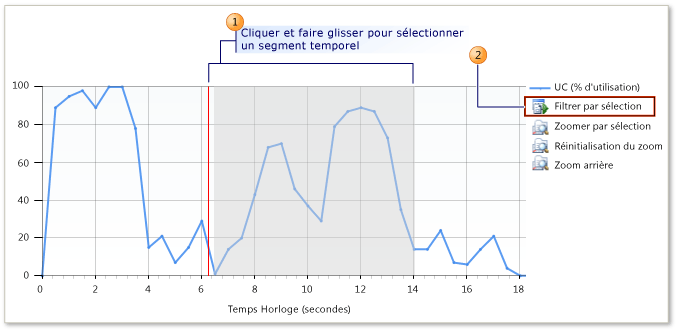 1
Cliquer et faire glisser pour sélectionner
un segment temporel
2
UC (% d'utilisation)
Filtrer par sélection
Zoomer par sélection
Réinitialisation du zoom
Zoom arrière
100
80
60
40
20
0
0 2 4 6 8 10 12 14 16 18
Temps Horloge (secondes)